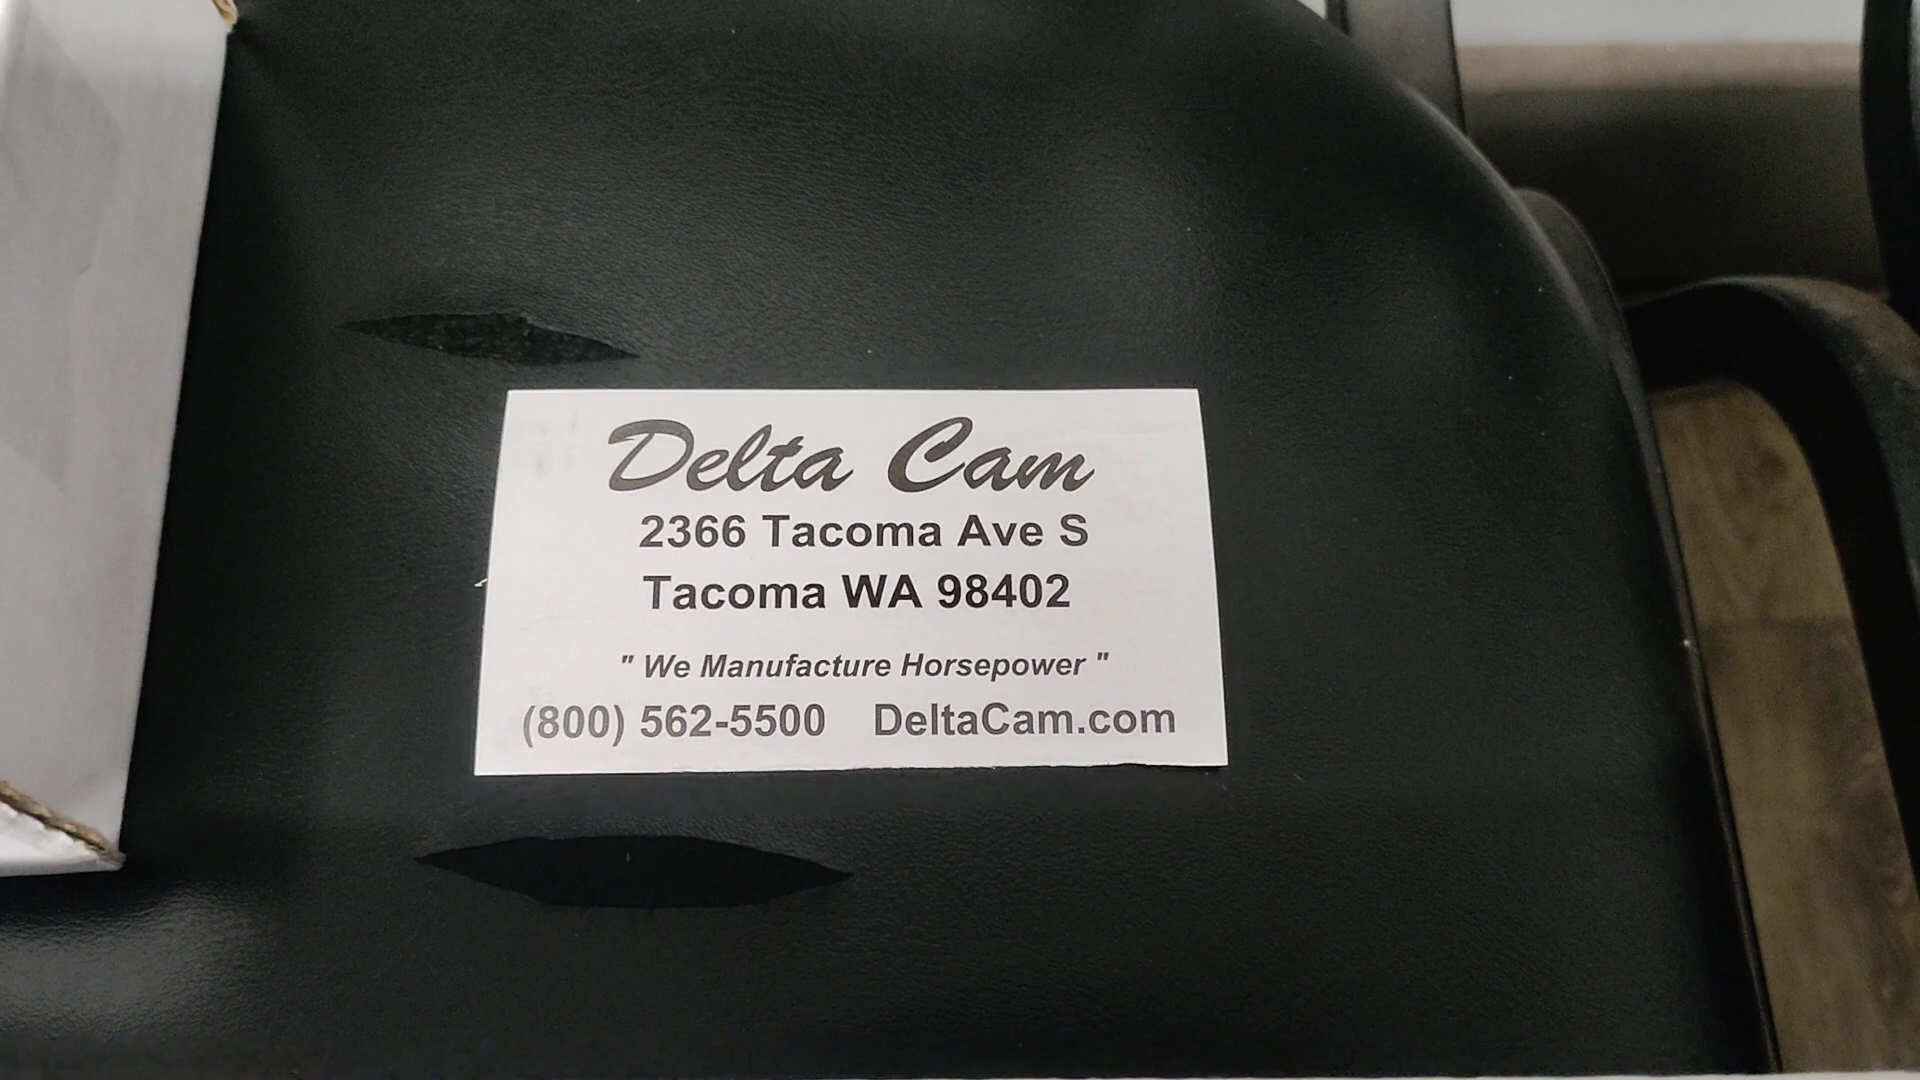 Delta Cam
2366 Tacoma Ave S
Tacoma WA 98402
" We Manufacture Horsepower "
(800) 562-5500 DeltaCam.com